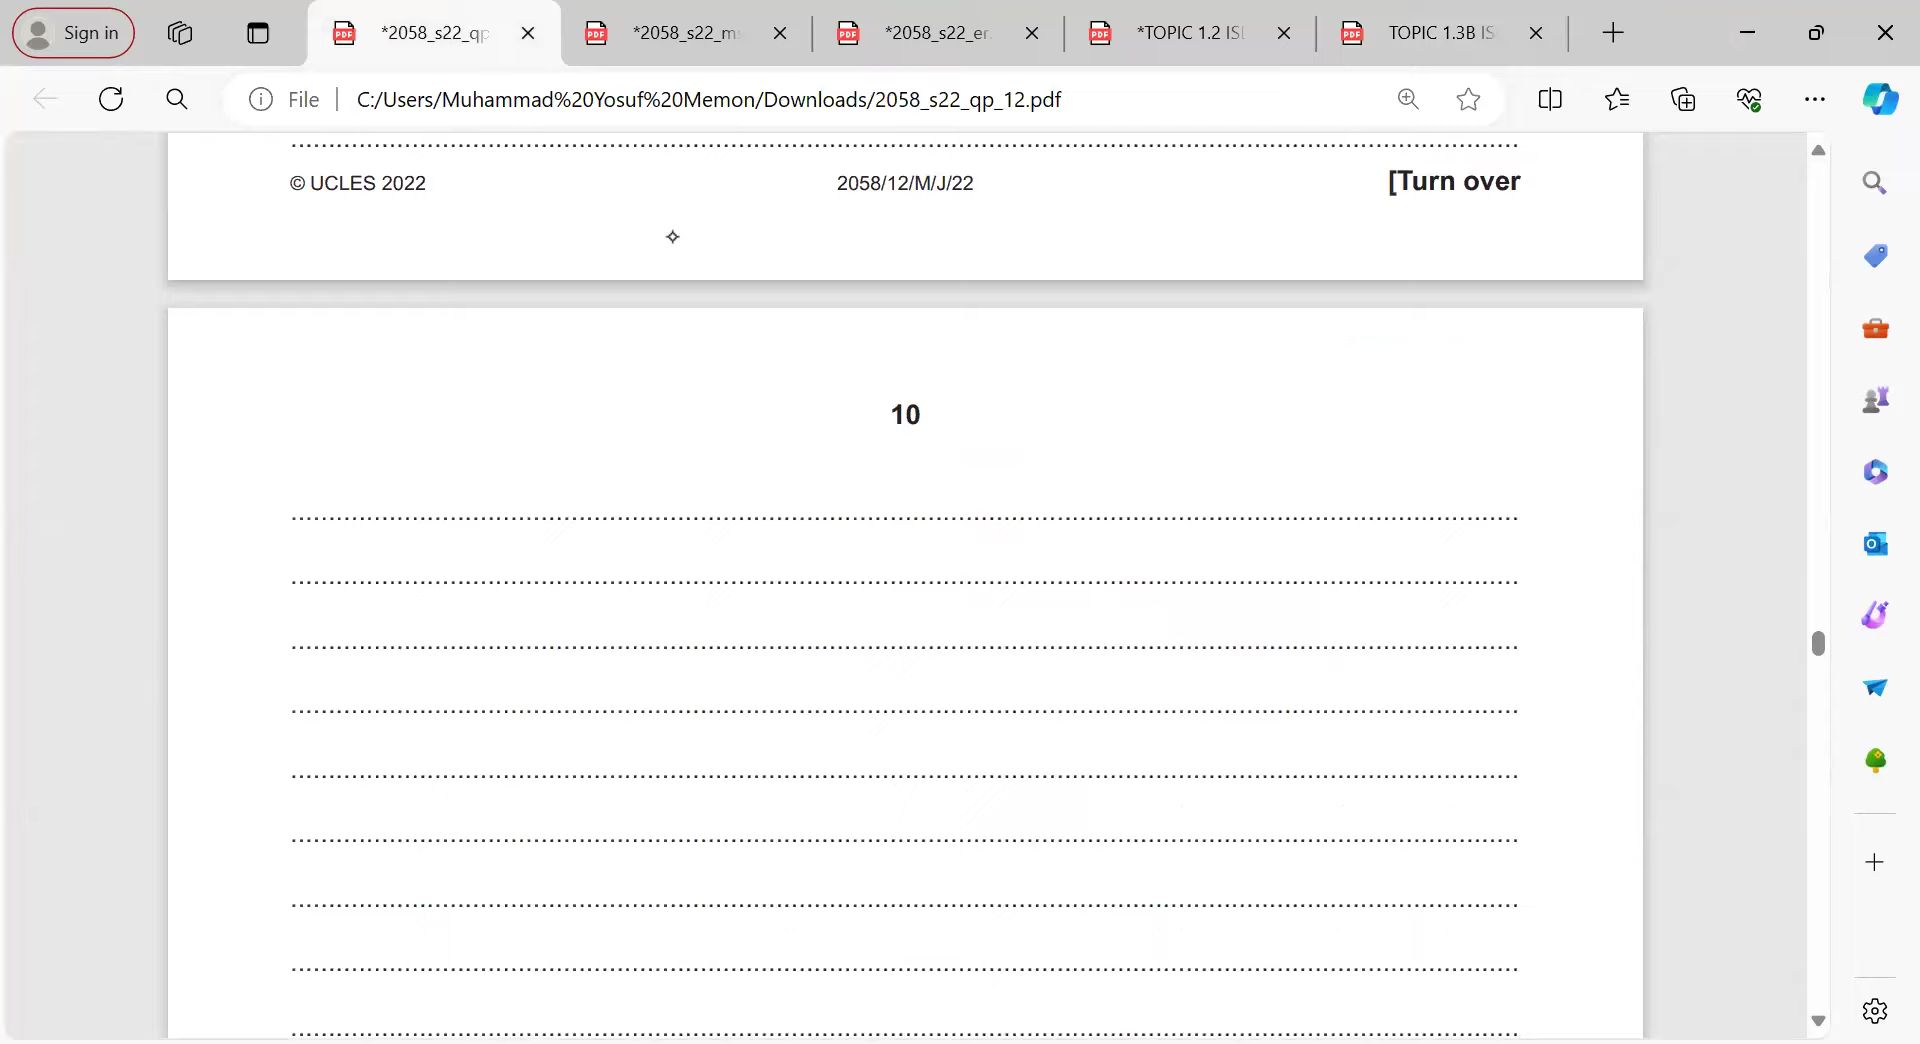 Sign in
*2058_s22_qp
*2058_s22_m
*2058_s22_er.
*TOPIC 1.2 ISL
TOPIC 1.3B IS
File
C:/Users/Muhammad%20Yosuf%20Memon/Downloads/2058_s22_qp_12.pdf
© UCLES 2022
2058/12/M/J/22
[Turn over
10